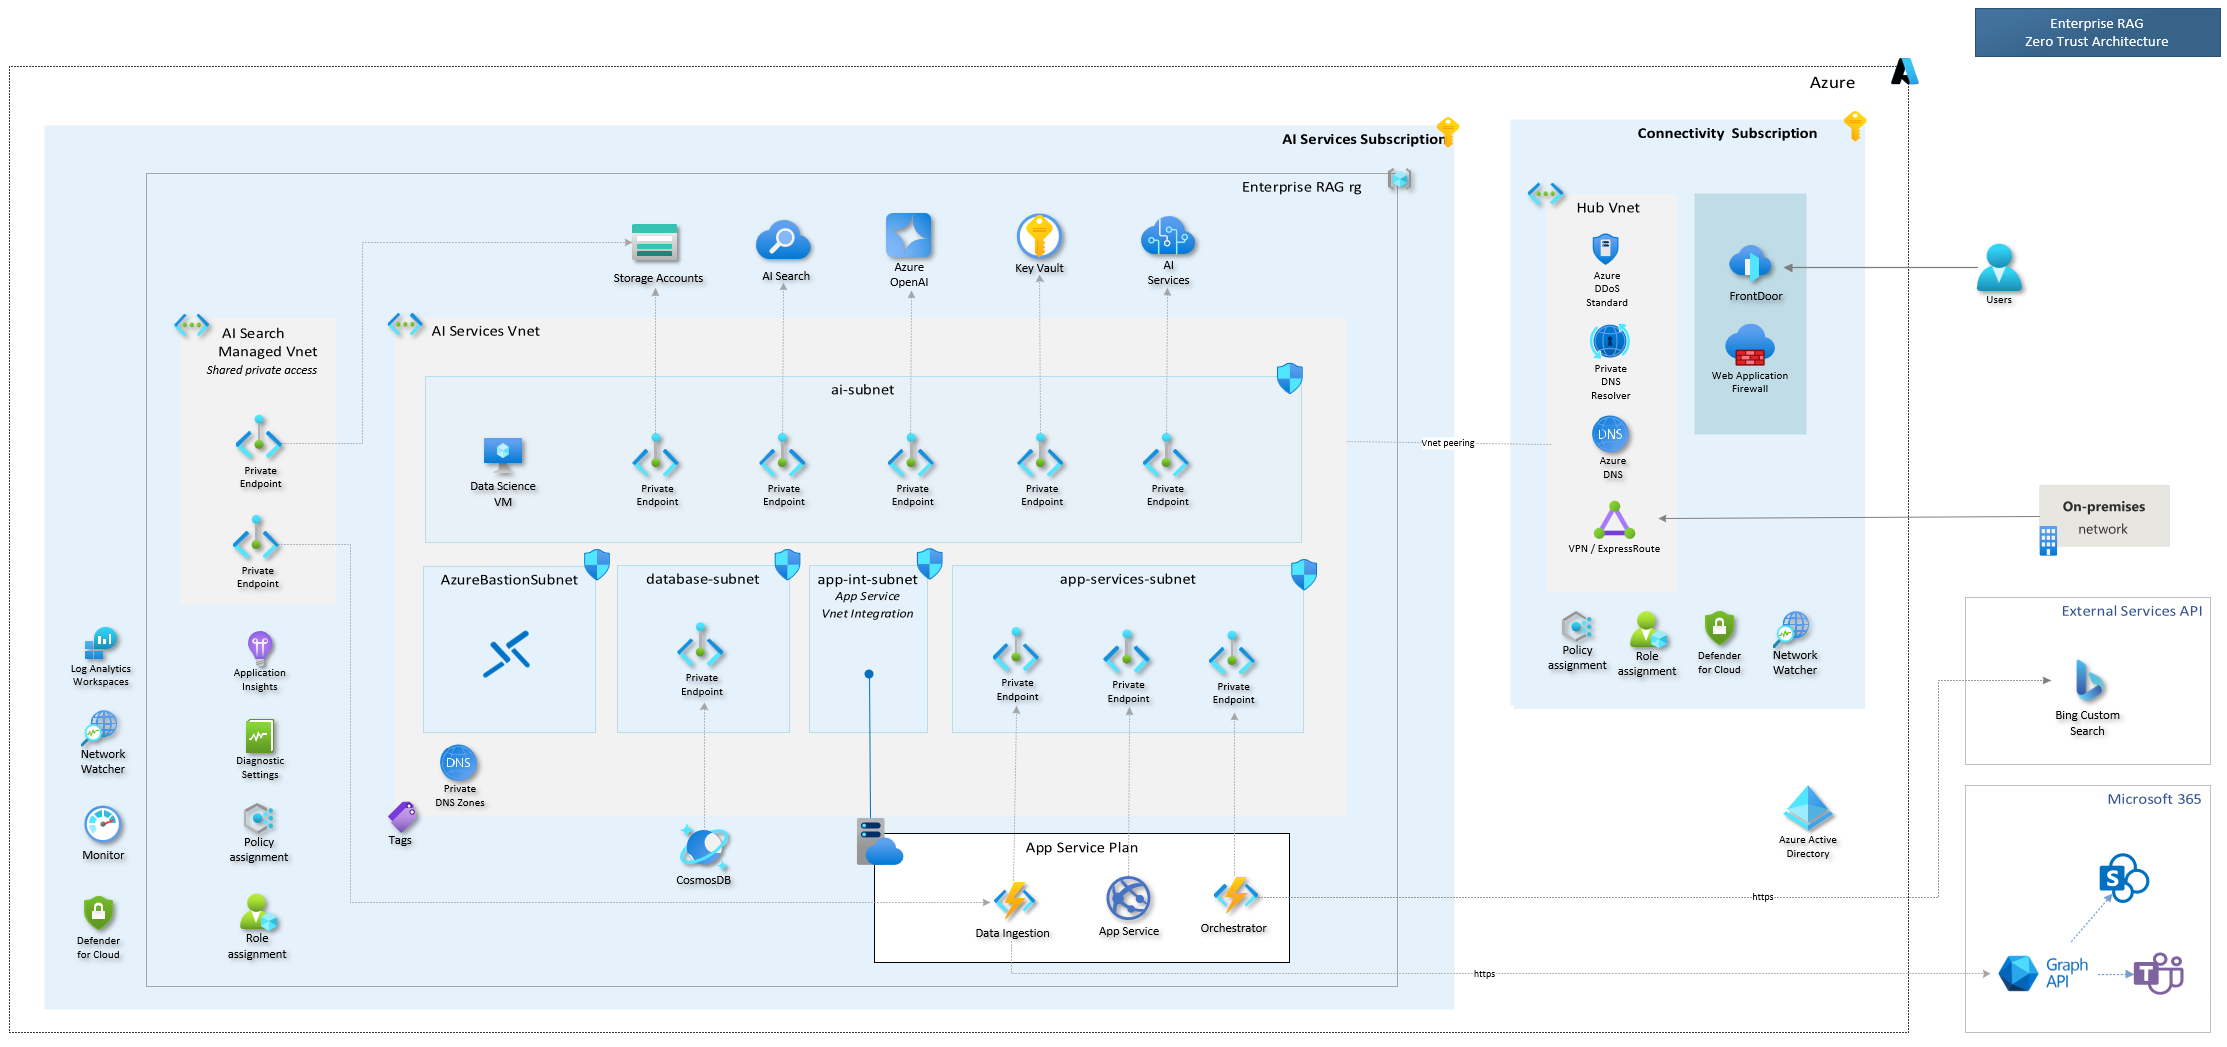 Enterprise RAG
Zero Trust Architecture
Azure
AI Services Subscription
Connectivity  Subscription
Enterprise RAG rg
Hub Vnet
Storage Accounts
AI Search
Azure
OpenAI
Key Vault
AI
Services
Azure
DDoS
Standard
FrontDoor
Users
AI Search
Managed Vnet
Shared private access
AI Services Vnet
Private
DNS
Resolver
Web Application
Firewall
ai-subnet
Private
Endpoint
Data Science
VM
Private
Endpoint
Private
Endpoint
Private
Endpoint
Private
Endpoint
Private
Endpoint
Vnet peering
DNS
Azure
DNS
On-premises
network
VPN / ExpressRoute
Private
Endpoint
AzureBastionSubnet
database-subnet
app-int-subnet
App Service
Vnet Integration
app-services-subnet
Private
Endpoint
Private
Endpoint
Private
Endpoint
Private
Endpoint
Policy
assignment
Role
assignment
Defender
for Cloud
Network
Watcher
External Services API
Bing Custom
Search
Log Analytics
Workspaces
Application
Insights
Network
Watcher
Diagnostic
Settings
DNS
Private
DNS Zones
Tags
Monitor
Policy
assignment
CosmosDB
App Service Plan
Azure Active
Directory
Microsoft 365
Defender
for Cloud
Role
assignment
Data Ingestion
App Service
Orchestrator
https
https
S
Graph
API
T